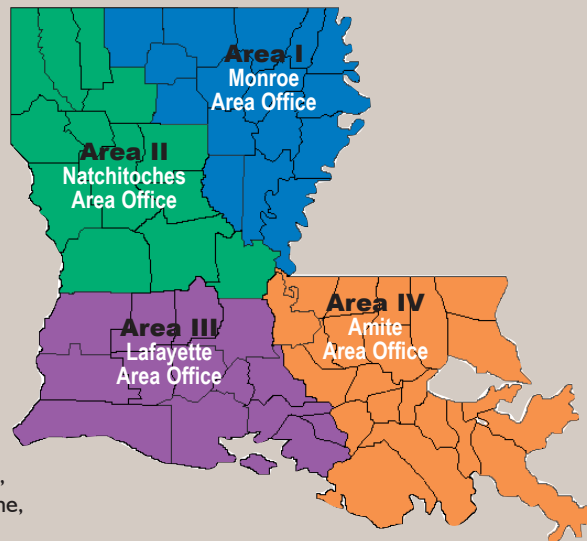 Area I
Monroe
Area Office
Area II
Natchitoches
Area Office
Area III
Lafayette
Area Office
Area IV
Amite
Area Office
,
ne,